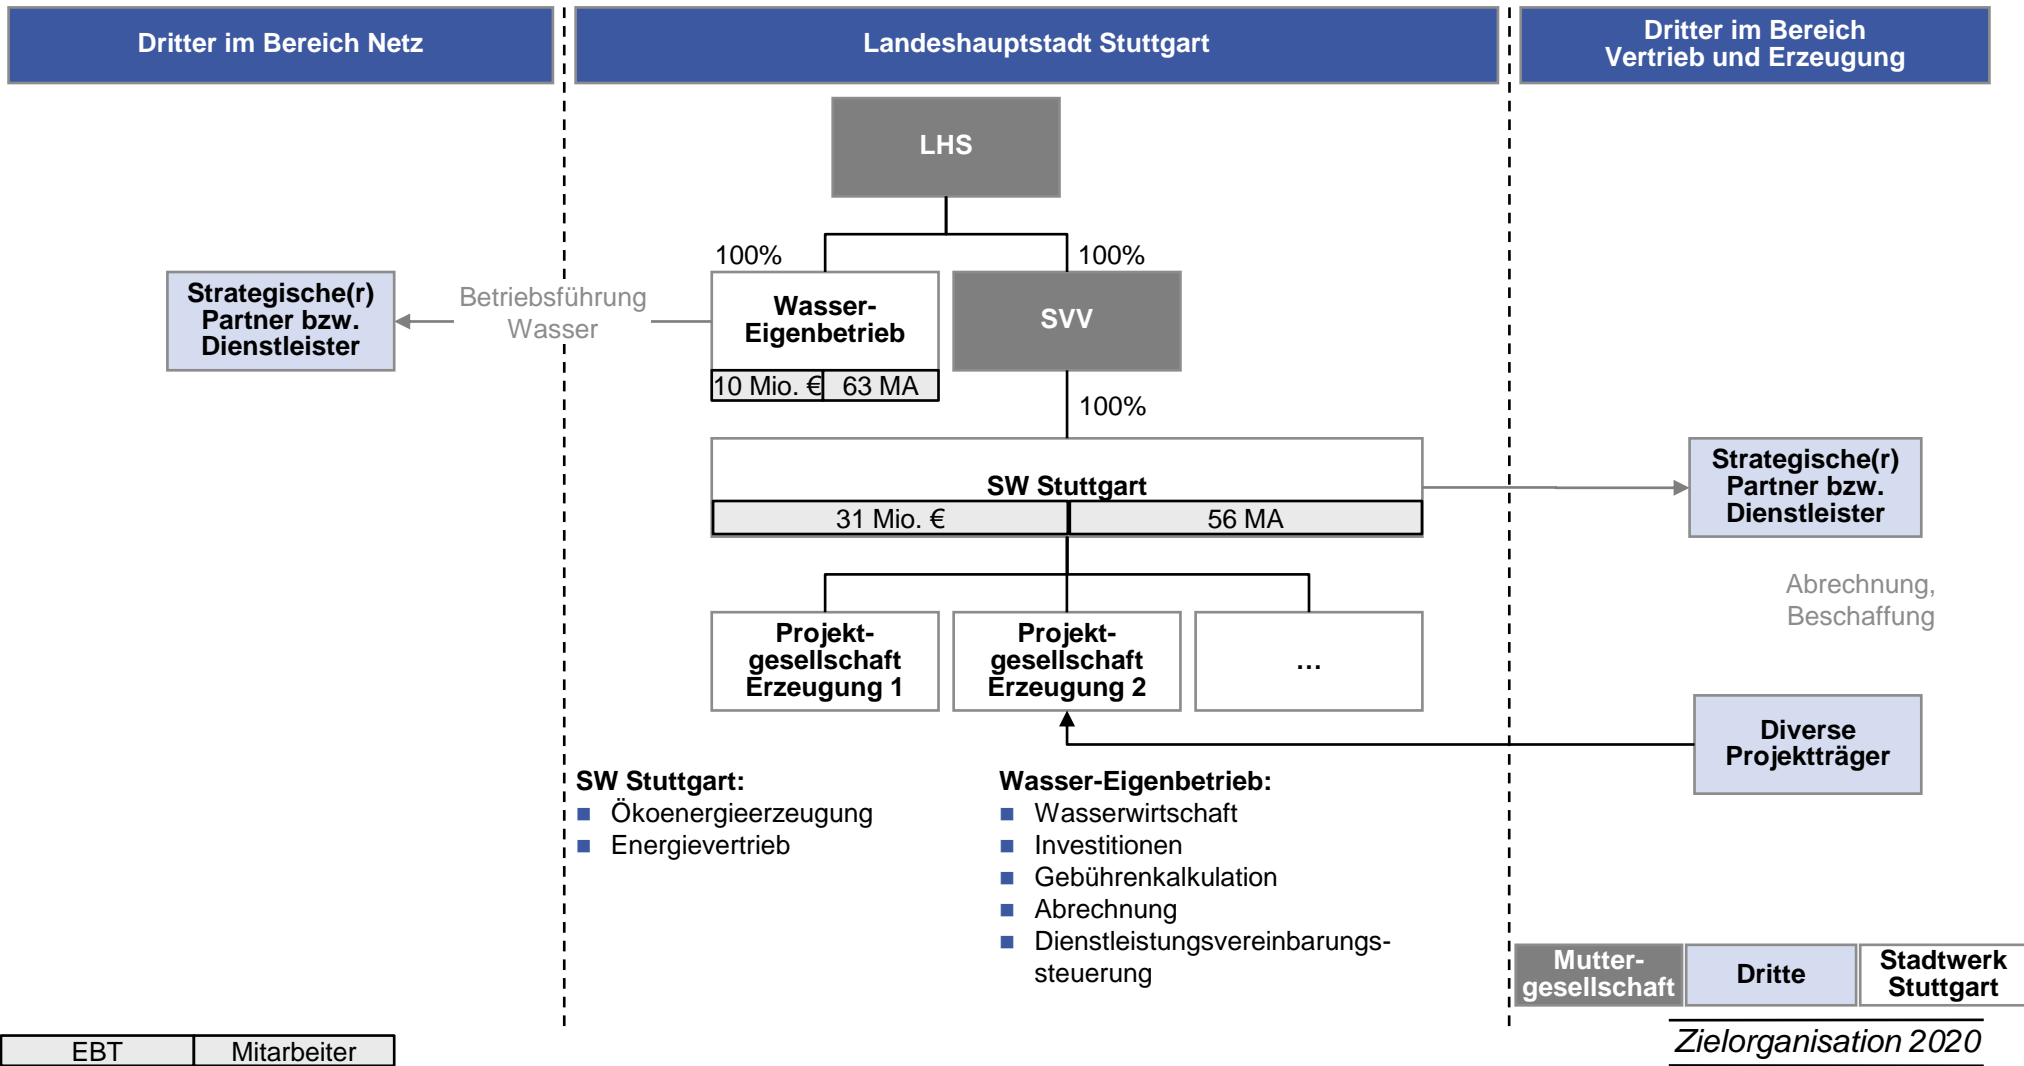 Dritter im Bereich Netz
Landeshauptstadt Stuttgart
Dritter im Bereich
Vertrieb und Erzeugung
LHS
100%
100%
Strategische(r)
Partner bzw.
Dienstleister
Betriebsführung
Wasser
Wasser-
Eigenbetrieb
10 Mio. €
63 MA
SVV
100%
SW Stuttgart
31 Mio. €
56 MA
Strategische(r)
Partner bzw.
Dienstleister
Abrechnung,
Beschaffung
Projekt-
gesellschaft
Erzeugung 1
Projekt-
gesellschaft
Erzeugung 2
...
Diverse
Projektträger
SW Stuttgart:
Ökoenergieerzeugung
Energievertrieb
Wasser-Eigenbetrieb:
Wasserwirtschaft
Investitionen
Gebührenkalkulation
Abrechnung
Dienstleistungsvereinbarungs-
steuerung
Mutter-
gesellschaft
Dritte
Stadtwerk
Stuttgart
EBT
Mitarbeiter
Zielorganisation 2020